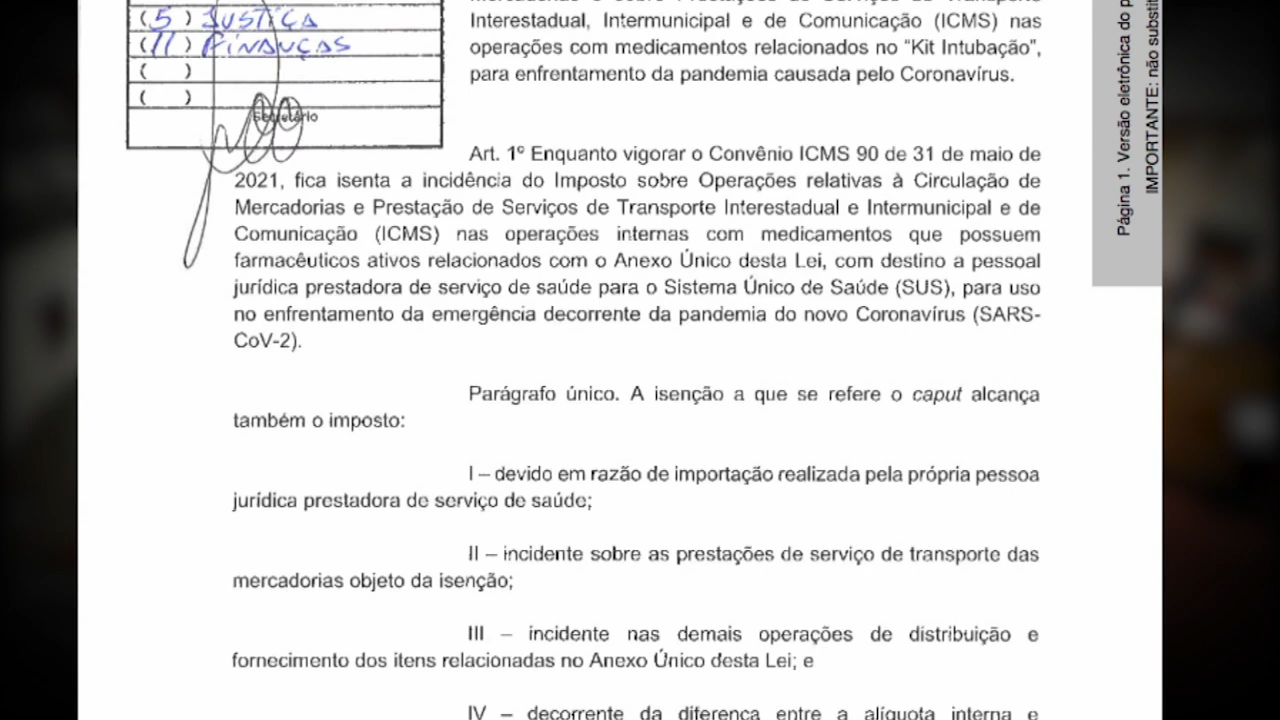 (5) JUSTIÇA
(11) FINANÇAS
( )
( )
Secretário
Interestadual, Intermunicipal e de Comunicação (ICMS) nas
operações com medicamentos relacionados no “Kit Intubação”,
para enfrentamento da pandemia causada pelo Coronavírus.
Art. 1º Enquanto vigorar o Convênio ICMS 90 de 31 de maio de
2021, fica isenta a incidência do Imposto sobre Operações relativas à Circulação de
Mercadorias e Prestação de Serviços de Transporte Interestadual e Intermunicipal e de
Comunicação (ICMS) nas operações internas com medicamentos que possuem
farmacêuticos ativos relacionados com o Anexo Único desta Lei, com destino a pessoal
jurídica prestadora de serviço de saúde para o Sistema Único de Saúde (SUS), para uso
no enfrentamento da emergência decorrente da pandemia do novo Coronavírus (SARS-
CoV-2).
Parágrafo único. A isenção a que se refere o caput alcança
também o imposto:
I – devido em razão de importação realizada pela própria pessoa
jurídica prestadora de serviço de saúde;
II – incidente sobre as prestações de serviço de transporte das
mercadorias objeto da isenção;
III – incidente nas demais operações de distribuição e
fornecimento dos itens relacionadas no Anexo Único desta Lei; e
IV – decorrente da diferença entre a alíquota interna e
Página 1. Versão eletrônica do
IMPORTANTE: não